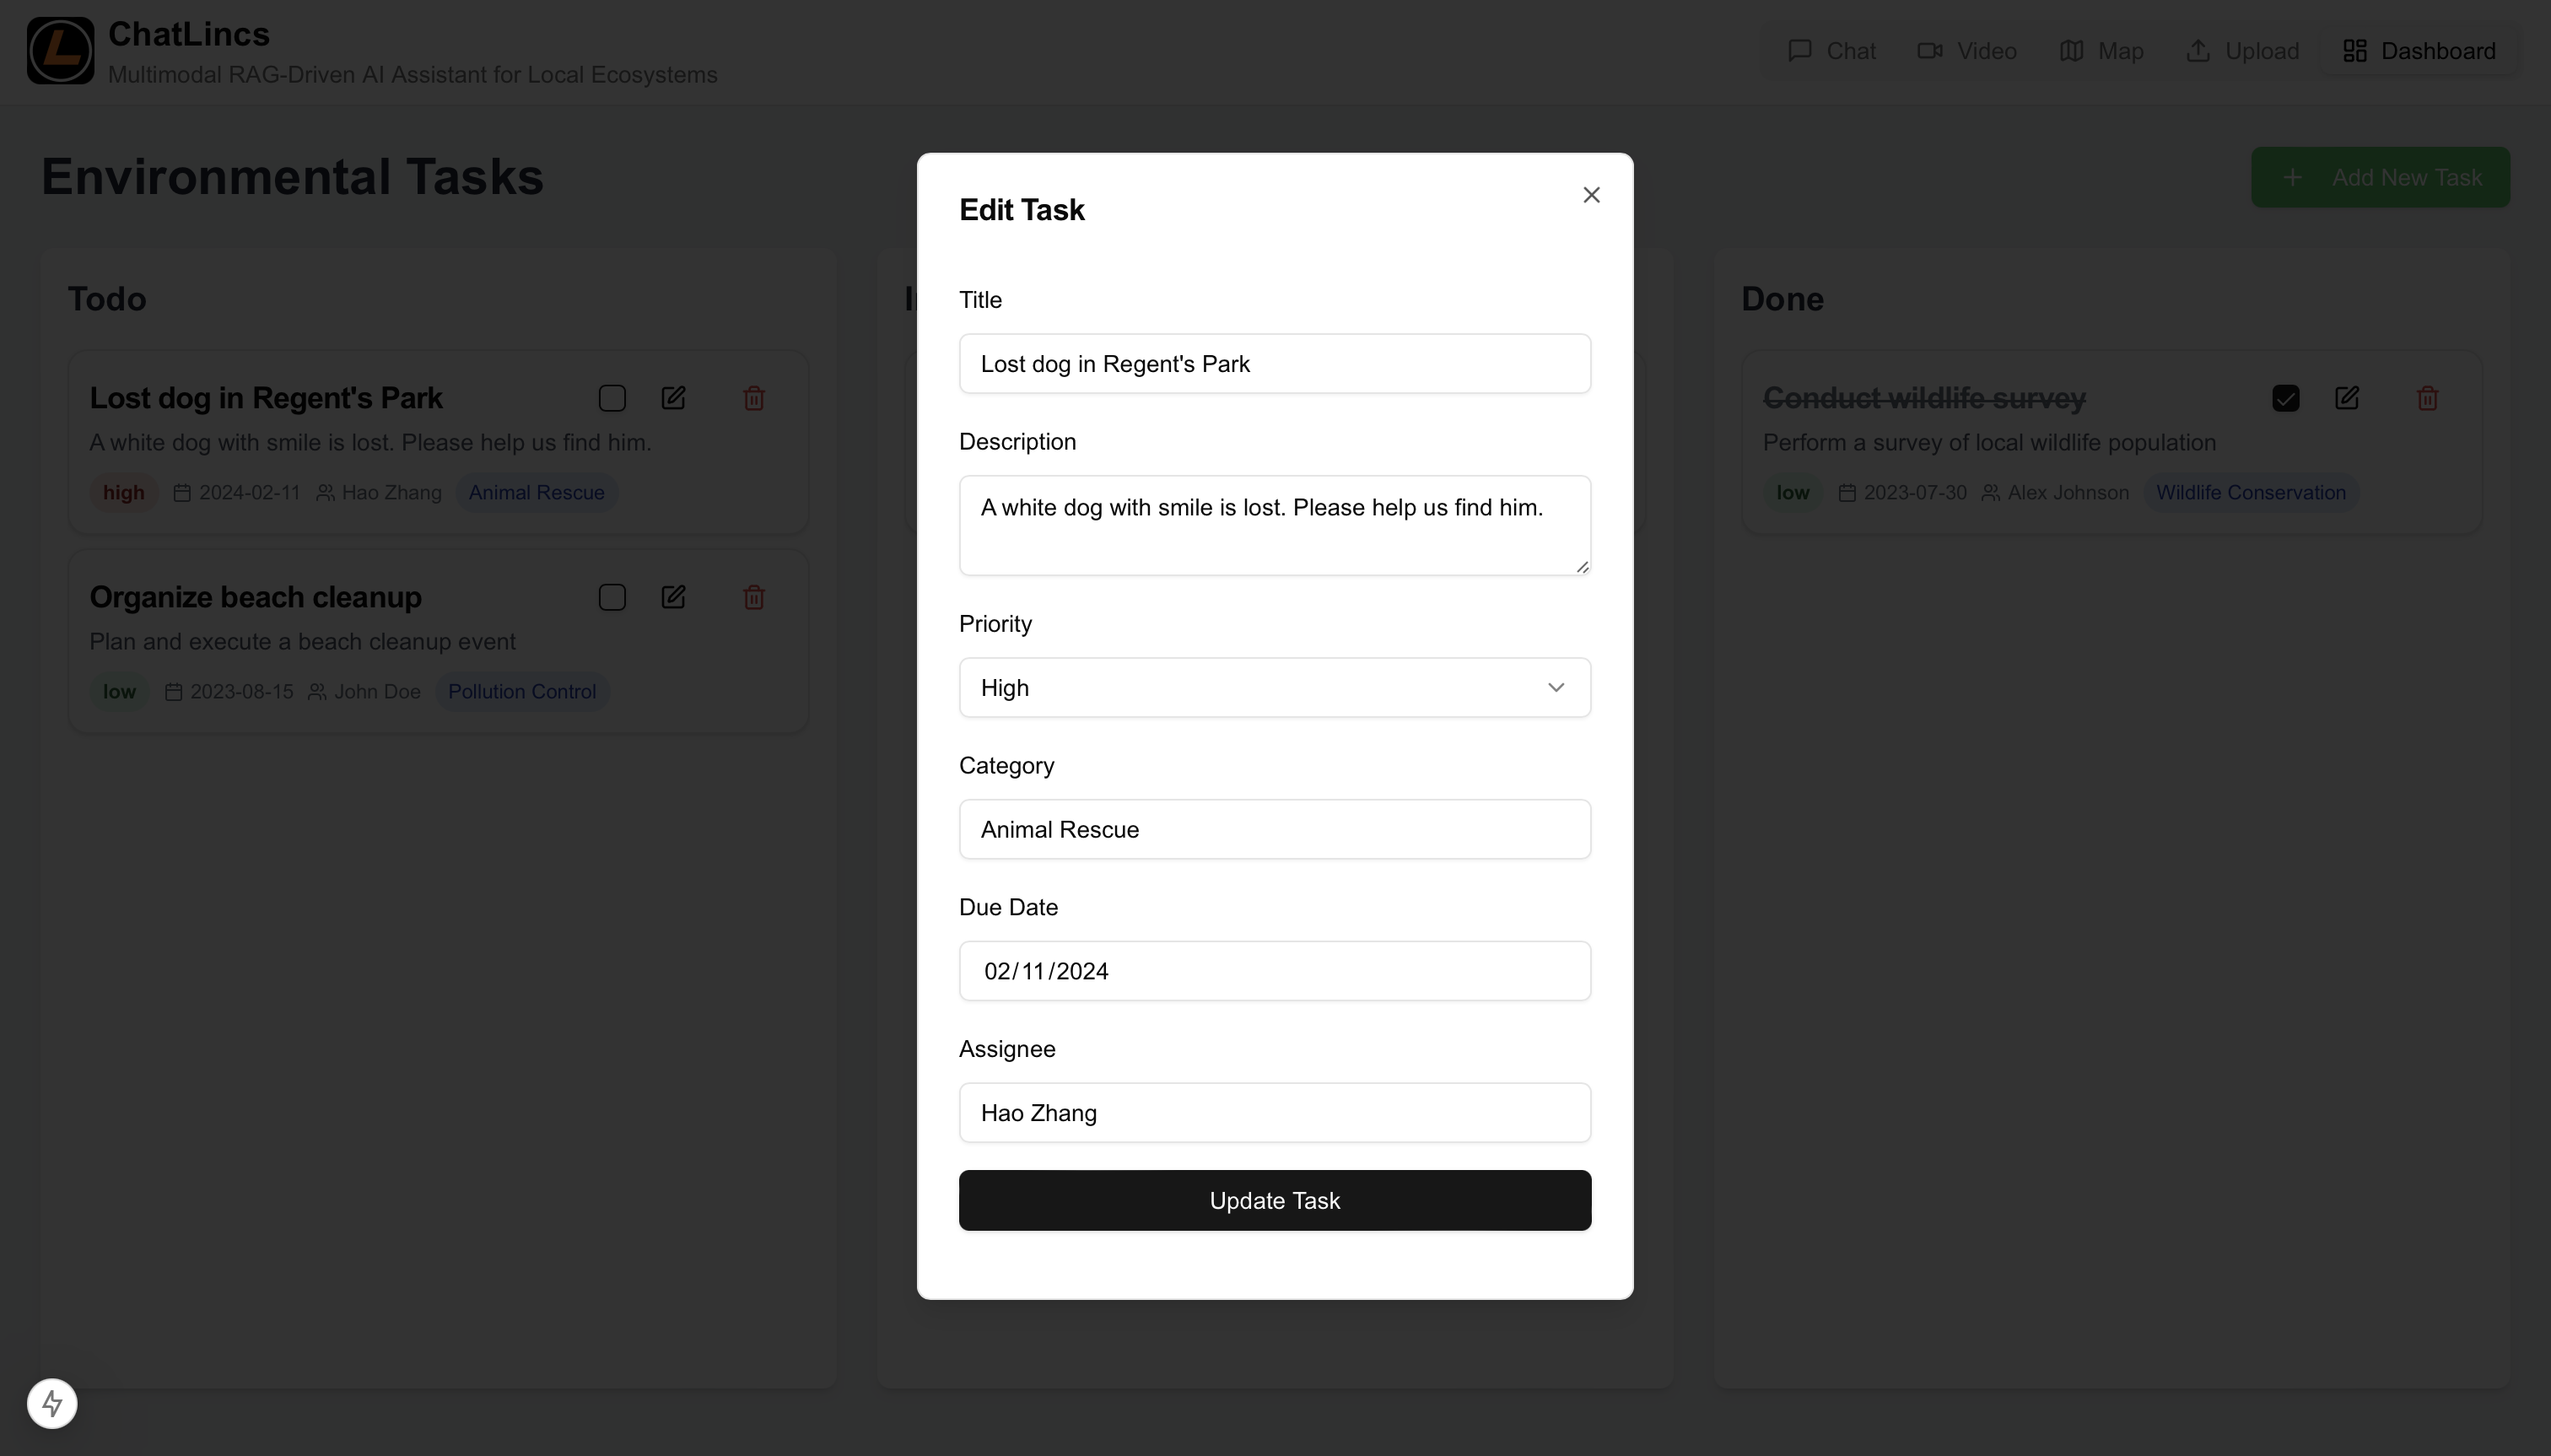 ChatLincs
Multimodal RAG-Driven AI Assistant for Local Ecosystems
Chat
Video
Map
Upload
Dashboard
Environmental Tasks
Add New Task
Todo
Lost dog in Regent's Park
A white dog with smile is lost. Please help us find him.
high 2024-02-11 Hao Zhang Animal Rescue
Organize beach cleanup
Plan and execute a beach cleanup event
low 2023-08-15 John Doe Pollution Control
Edit Task
Title
Lost dog in Regent's Park
Description
A white dog with smile is lost. Please help us find him.
Priority
High
Category
Animal Rescue
Due Date
02/11/2024
Assignee
Hao Zhang
Update Task
Done
Conduct wildlife survey
Perform a survey of local wildlife population
low 2023-07-30 Alex Johnson Wildlife Conservation